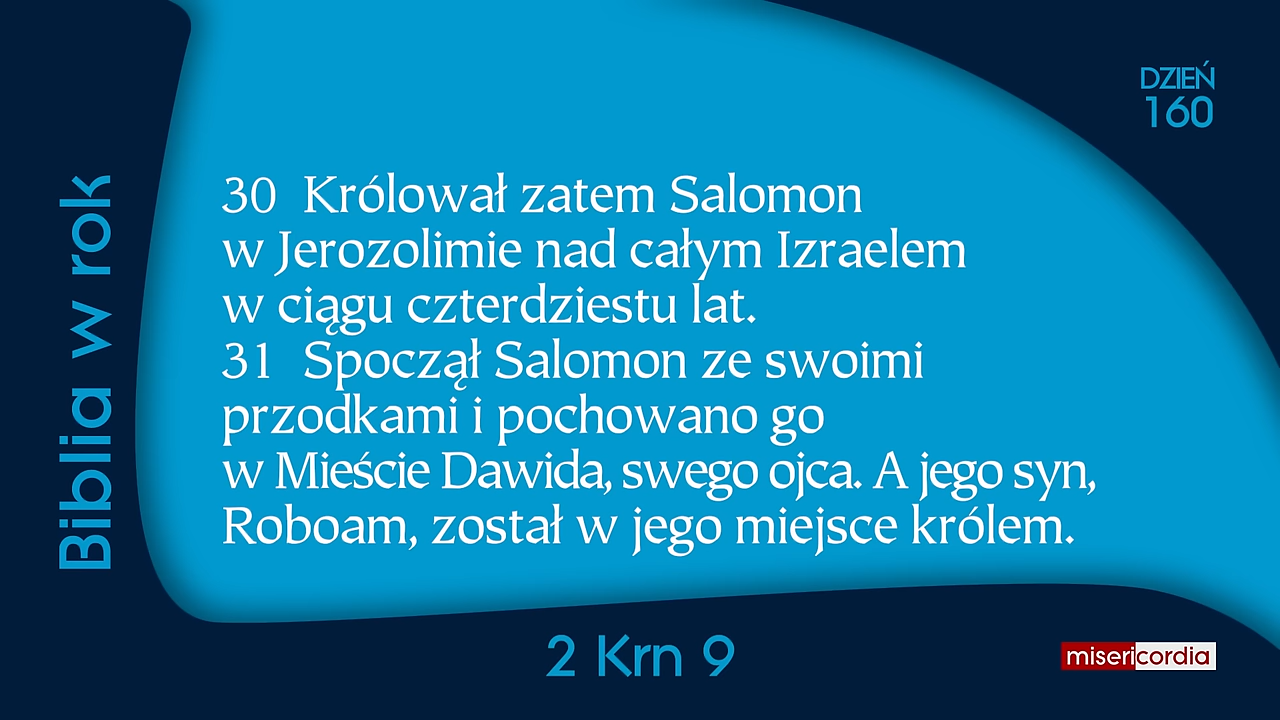 DZIEŃ
160
Biblia w rok
30 Królował zatem Salomon
w Jerozolimie nad całym Izraelem
w ciągu czterdziestu lat.
31 Spoczął Salomon ze swoimi
przodkami i pochowano go
w Mieście Dawida, swego ojca. A jego syn,
Roboam, został w jego miejsce królem.
2 Krn 9
misericordia